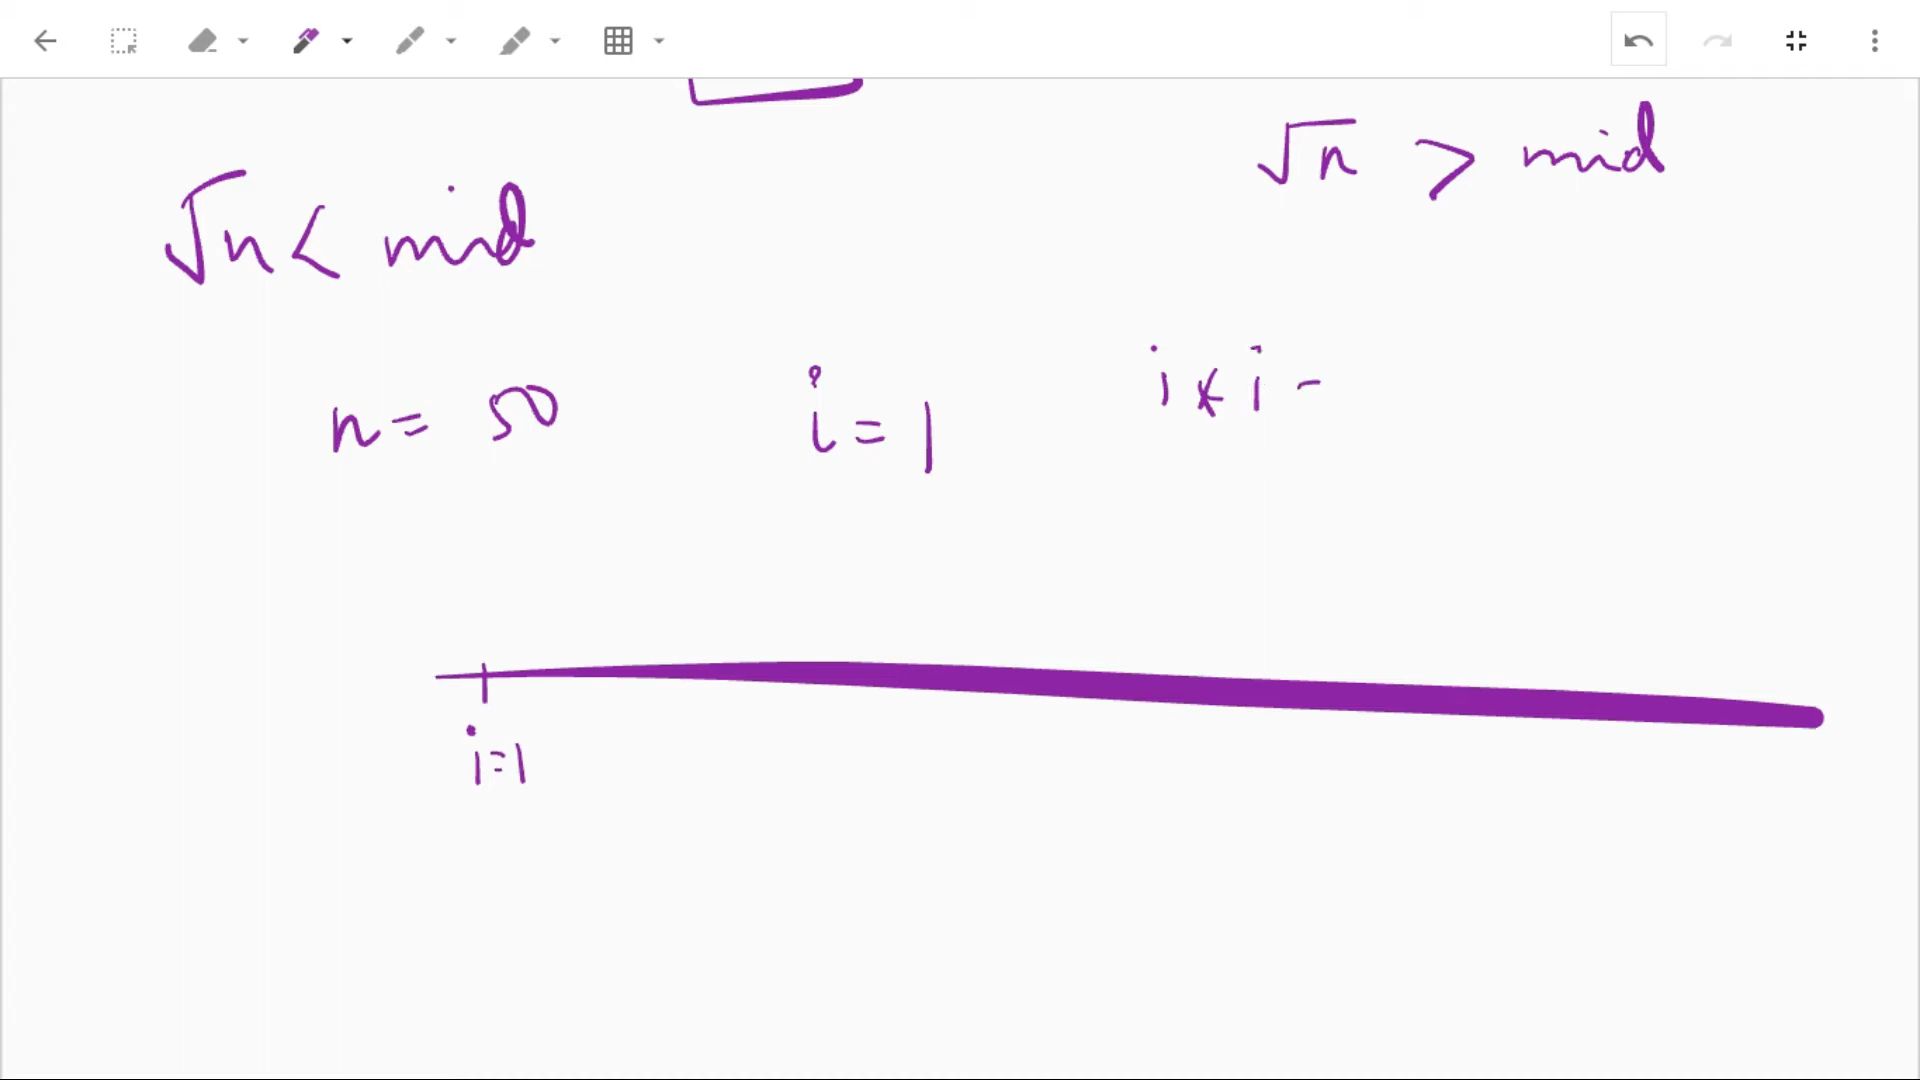 √n > mid
√n < mid
n = 50 i = 1 i * i -
i=1